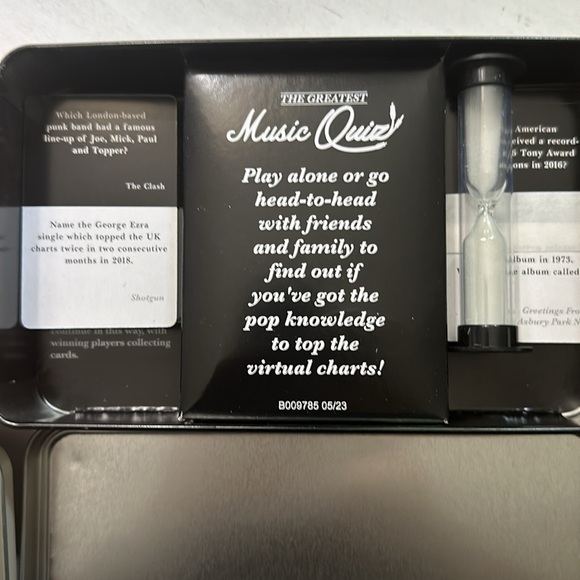 Which London-based
punk band had a famous
line-up of Joe, Mick, Paul
and Topper?
The Clash
Name the George Ezra
single which topped the UK
charts twice in two consecutive
months in 2018.
Shotgun
continue in this way, with
winning players collecting
cards.
THE GREATEST
Music Quiz
Play alone or go
head-to-head
with friends
and family to
find out if
you've got the
pop knowledge
to top the
virtual charts!
B009785 05/23
American
Tony Award
in 2016?
album in 1973.
album called
Greetings
Asbury Park